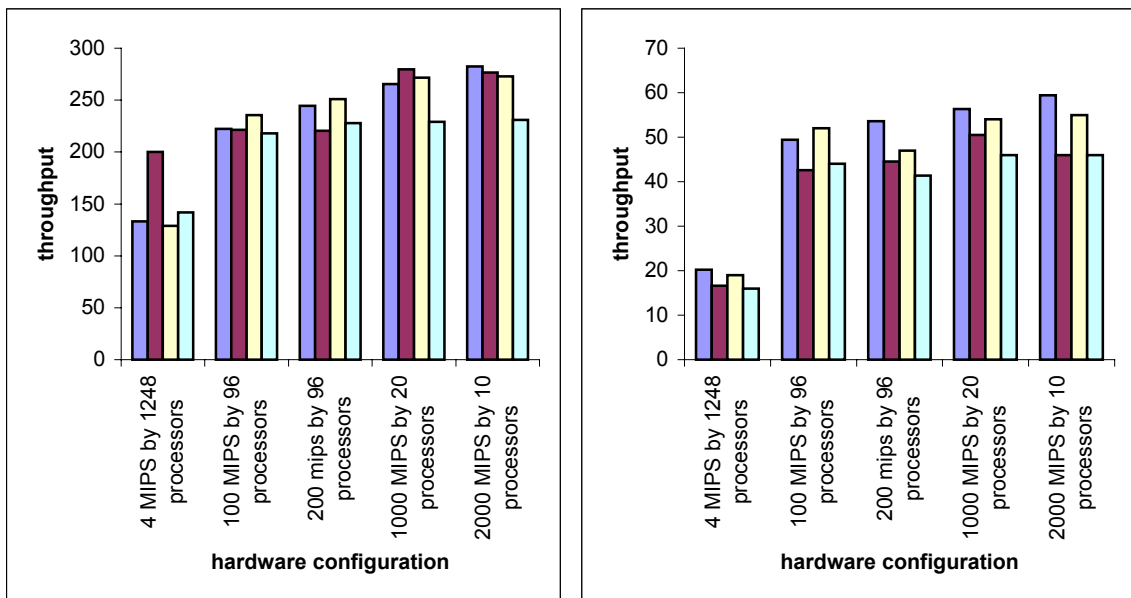 300
250
200
150
100
50
0
throughput
4 MIPS by 1248
processors
100 MIPS by 96
processors
200 mips by 96
processors
1000 MIPS by 20
processors
2000 MIPS by 10
processors
hardware configuration
70
60
50
40
30
20
10
0
throughput
4 MIPS by 1248
processors
100 MIPS by 96
processors
200 mips by 96
processors
1000 MIPS by 20
processors
2000 MIPS by 10
processors
hardware configuration